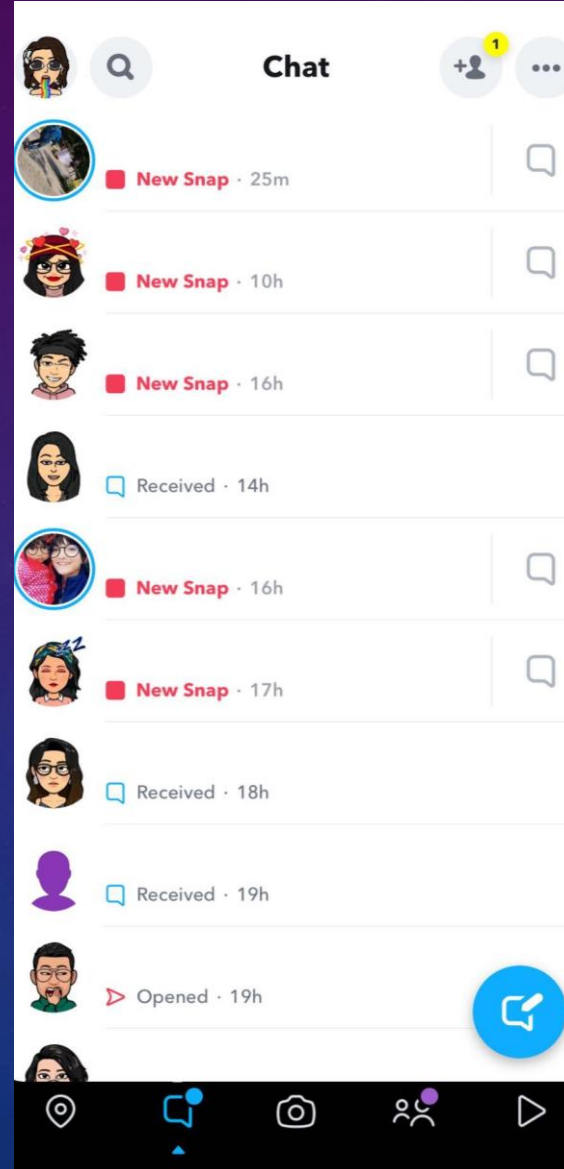 Chat
1
New Snap · 25m
New Snap · 10h
New Snap · 16h
Received · 14h
New Snap · 16h
New Snap · 17h
Received · 18h
Received · 19h
Opened · 19h